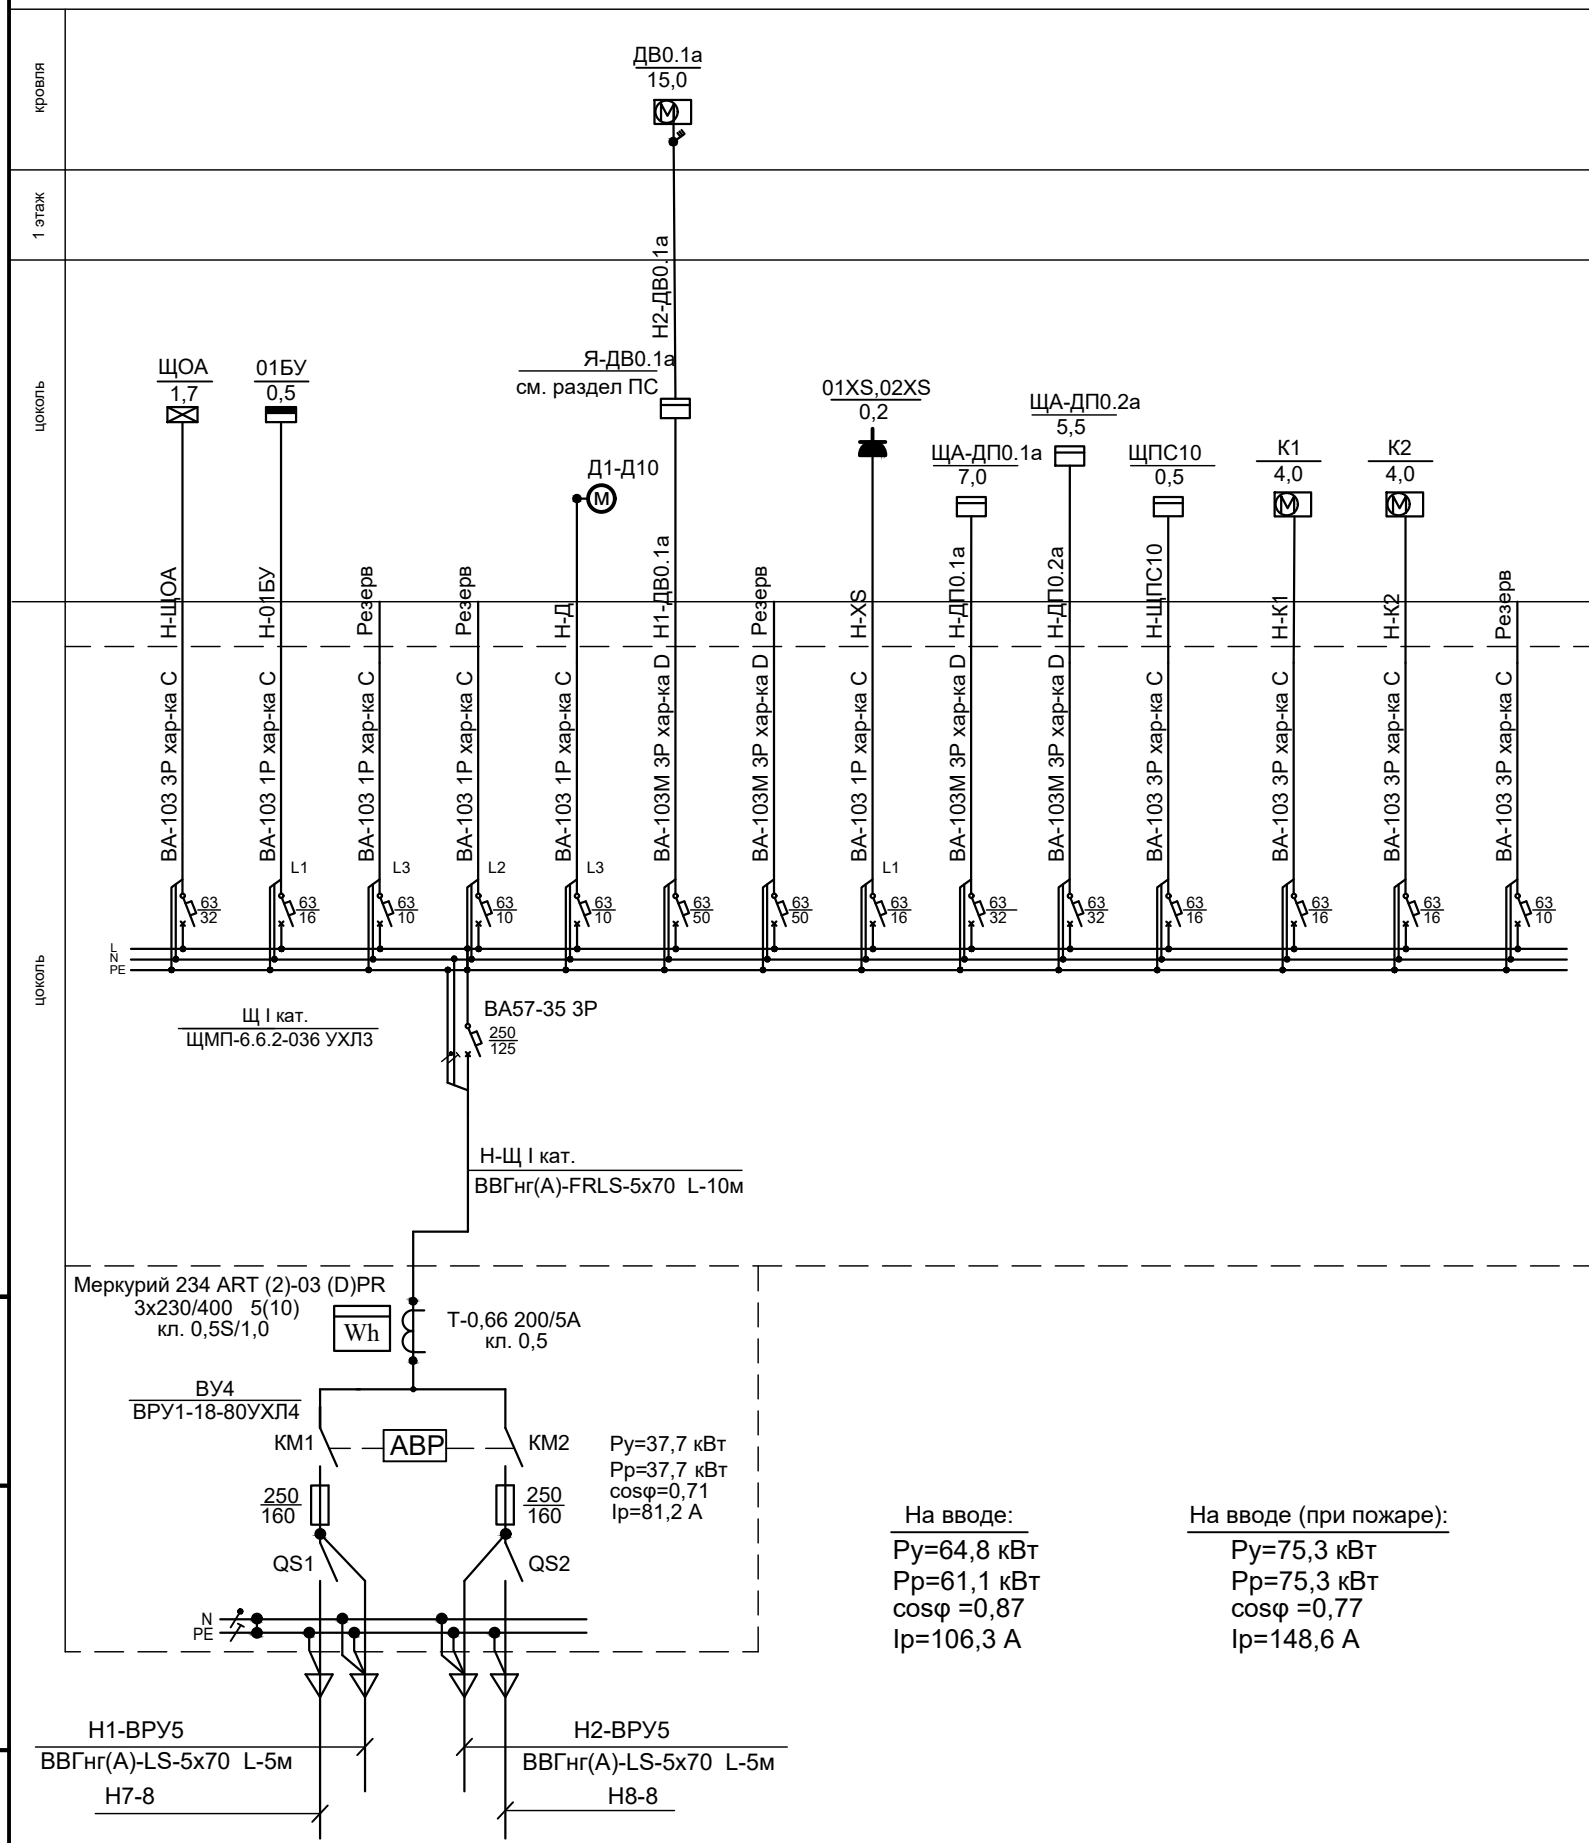 кровля
ДВ0.1а
15,0
1 этаж
Н2-ДВ0.1а
цоколь
ЩОА
1,7
01БУ
0,5
Я-ДВ0.1а
см. раздел ПС
Д1-Д10
М
01XS,02XS
0,2
ЩА-ДП0.1а
7,0
ЩА-ДП0.2а
5,5
ЩПС10
0,5
К1
4,0
К2
4,0
М
М
М
Н-ЩОА
Н-01БУ
Резерв
Резерв
Н-Д
Н1-ДВ0.1а
Резерв
Н-XS
Н-ДП0.1а
Н-ДП0.2а
Н-ЩПС10
Н-К1
Н-К2
Резерв
ВА-103 3Р хар-ка С
ВА-103 1Р хар-ка С
ВА-103 1Р хар-ка С
ВА-103 1Р хар-ка С
ВА-103 1Р хар-ка С
ВА-103М 3Р хар-ка D
ВА-103М 3Р хар-ка D
ВА-103 1Р хар-ка С
ВА-103М 3Р хар-ка D
ВА-103М 3Р хар-ка D
ВА-103 3Р хар-ка С
ВА-103 3Р хар-ка С
ВА-103 3Р хар-ка С
ВА-103 3Р хар-ка С
L1
L3
L2
L3
L1
63
32
63
16
63
10
63
10
63
10
63
50
63
50
63
16
63
32
63
32
63
16
63
16
63
16
63
10
L
N
PE
цоколь
Щ I кат.
ЩМП-6.6.2-036 УХЛ3
ВА57-35 3Р
250
125
Н-Щ I кат.
ВВГнг(А)-FRLS-5х70 L-10м
Меркурий 234 ART (2)-03 (D)PR
3х230/400 5(10)
кл. 0,5S/1,0
Wh
Т-0,66 200/5А
кл. 0,5
ВУ4
ВРУ1-18-80УХЛ4
КМ1
АВР
КМ2
Ру=37,7 кВт
Рр=37,7 кВт
cosφ=0,71
Iр=81,2 А
250
160
250
160
QS1
QS2
N
PE
На вводе:
Ру=64,8 кВт
Рр=61,1 кВт
cosφ =0,87
Iр=106,3 А
На вводе (при пожаре):
Ру=75,3 кВт
Рр=75,3 кВт
cosφ =0,77
Iр=148,6 А
Н1-ВРУ5
ВВГнг(А)-LS-5х70 L-5м
Н7-8
Н2-ВРУ5
ВВГнг(А)-LS-5х70 L-5м
Н8-8